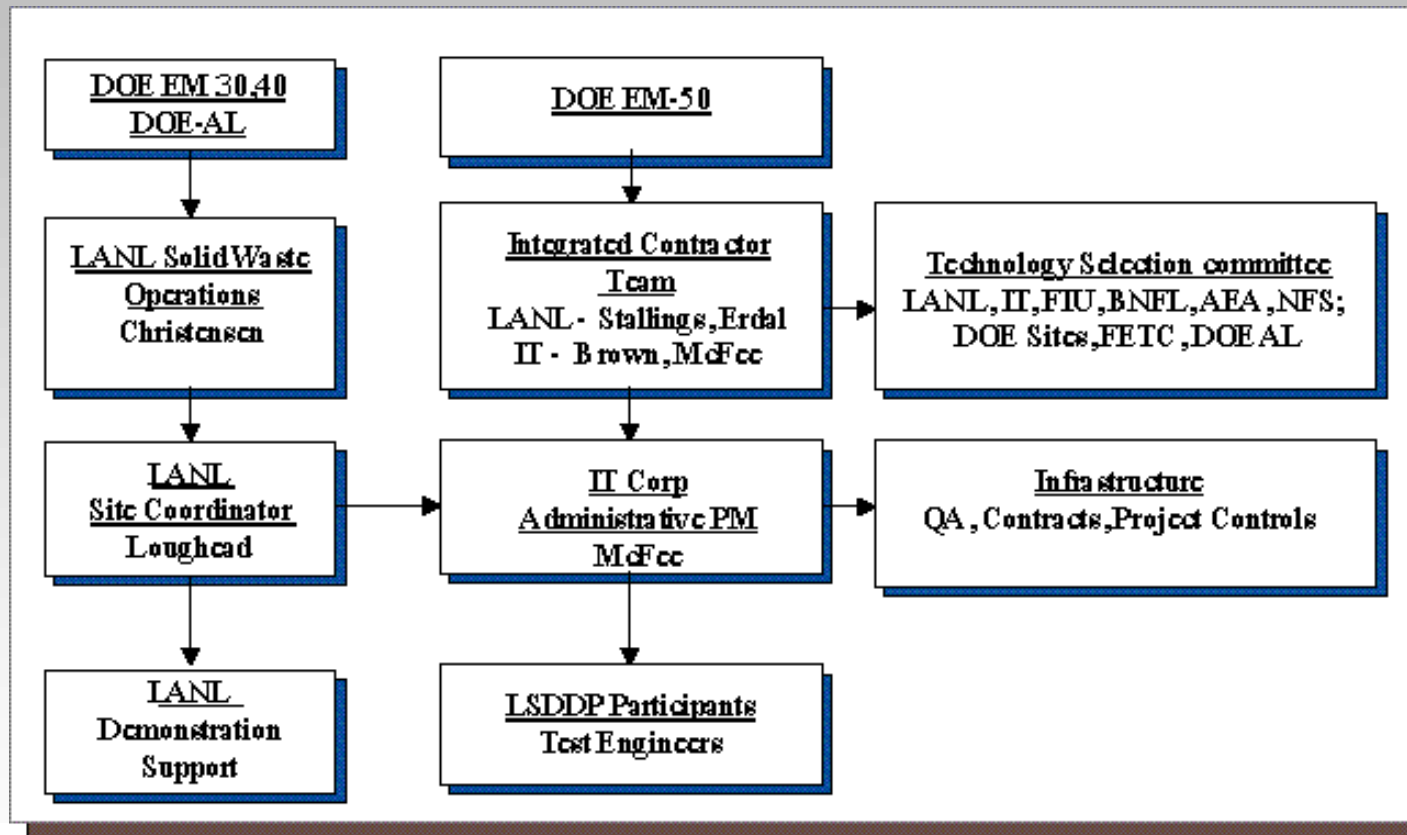 DOE EM 30,40
DOE-AL
DOE EM-50
LANL Solid Waste
Operations
Christensen
Integrated Contractor
Team
LANL - Stallings, Erdal
IT - Brown, McFee
Technology Selection committee
LANL, IT, FIU, BNFL, AEA, NFS;
DOE Sites, FETC, DOE AL
LANL
Site Coordinator
Loughead
IT Corp
Administrative PM
McFee
Infrastructure
QA, Contracts, Project Controls
LANL
Demonstration
Support
LSDDP Participants
Test Engineers